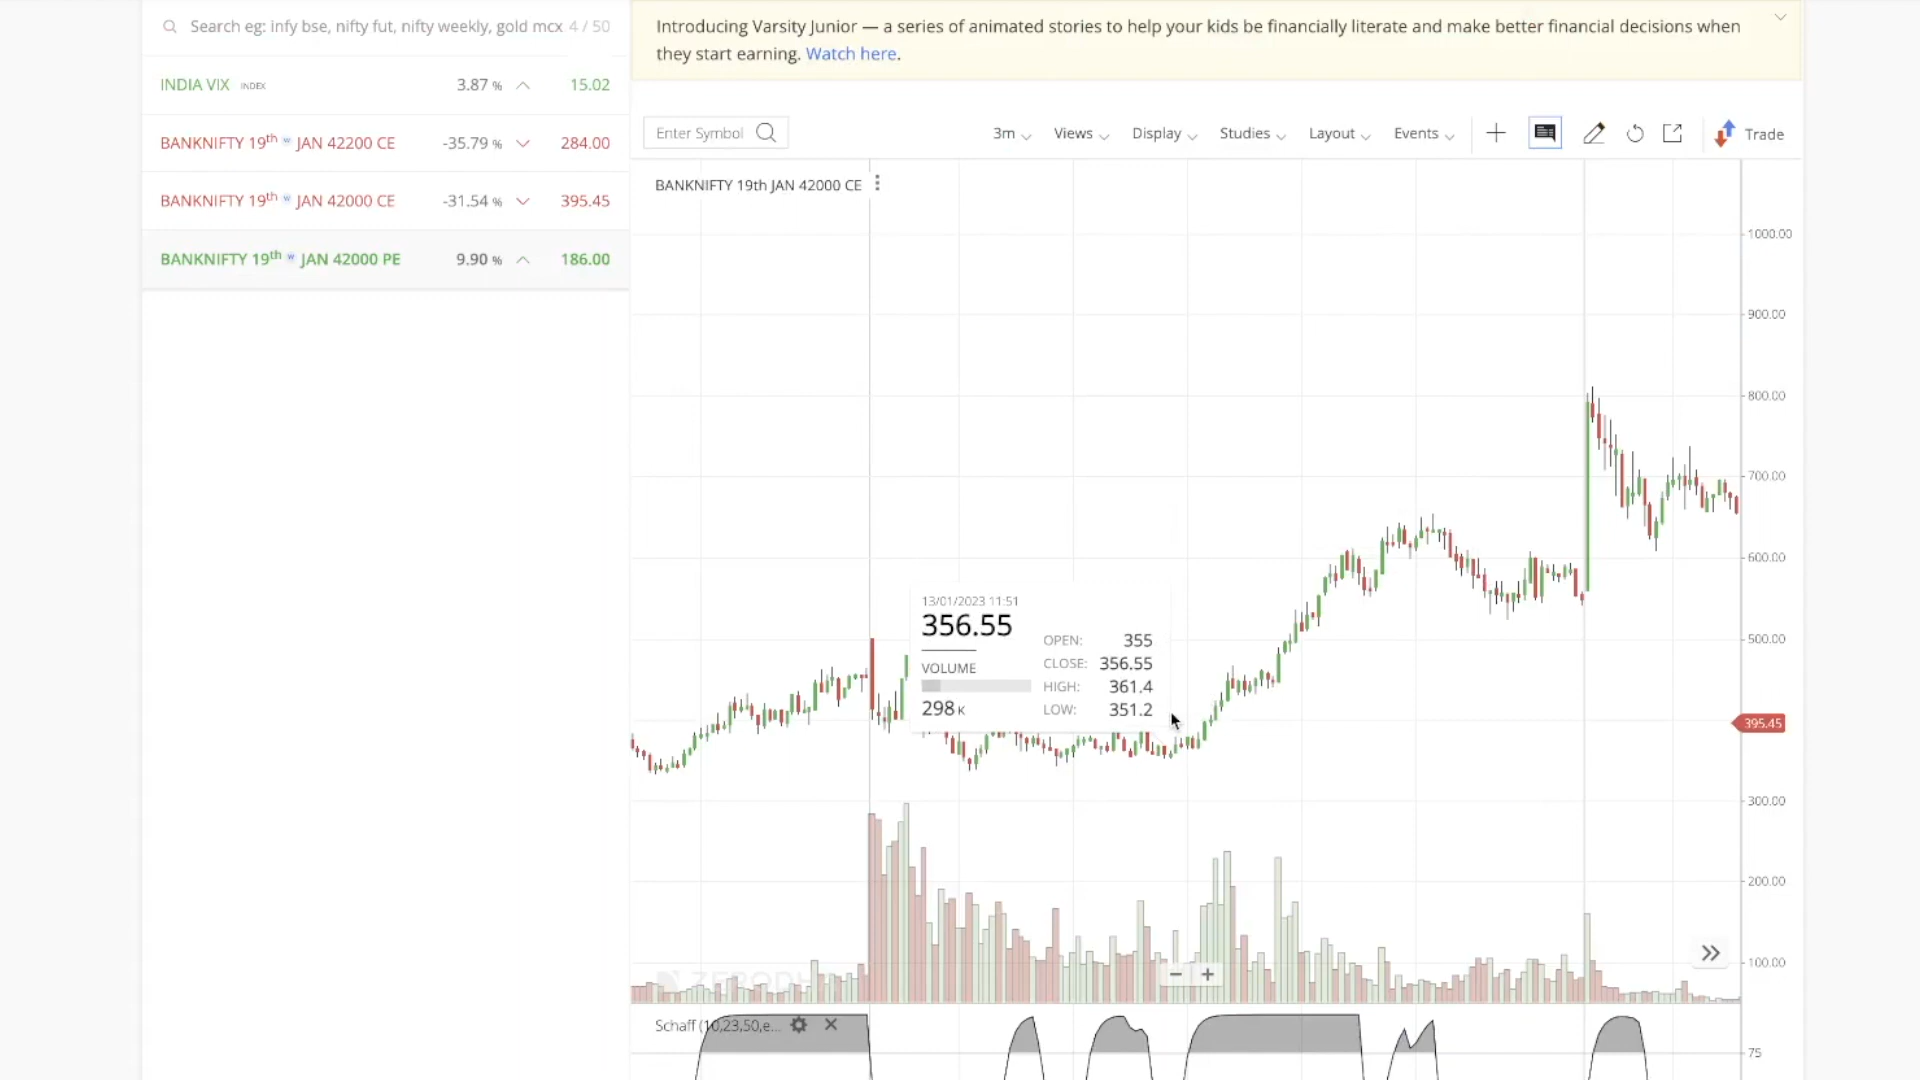 Search eg: infy bse, nifty fut, nifty weekly, gold mcx 4 / 50
INDIA VIX INDEX 3.87 % 15.02
BANKNIFTY 19th w JAN 42200 CE -35.79 % 284.00
BANKNIFTY 19th w JAN 42000 CE -31.54 % 395.45
BANKNIFTY 19th w JAN 42000 PE 9.90 % 186.00
Introducing Varsity Junior — a series of animated stories to help your kids be financially literate and make better financial decisions when
they start earning. Watch here.
Enter Symbol 3m Views Display Studies Layout Events Trade
BANKNIFTY 19th JAN 42000 CE
1000.00
900.00
800.00
700.00
600.00
500.00
395.45
300.00
200.00
100.00
75
13/01/2023 11:51
356.55
VOLUME
298 K
OPEN: 355
CLOSE: 356.55
HIGH: 361.4
LOW: 351.2
Schaff (10,23,50,e...